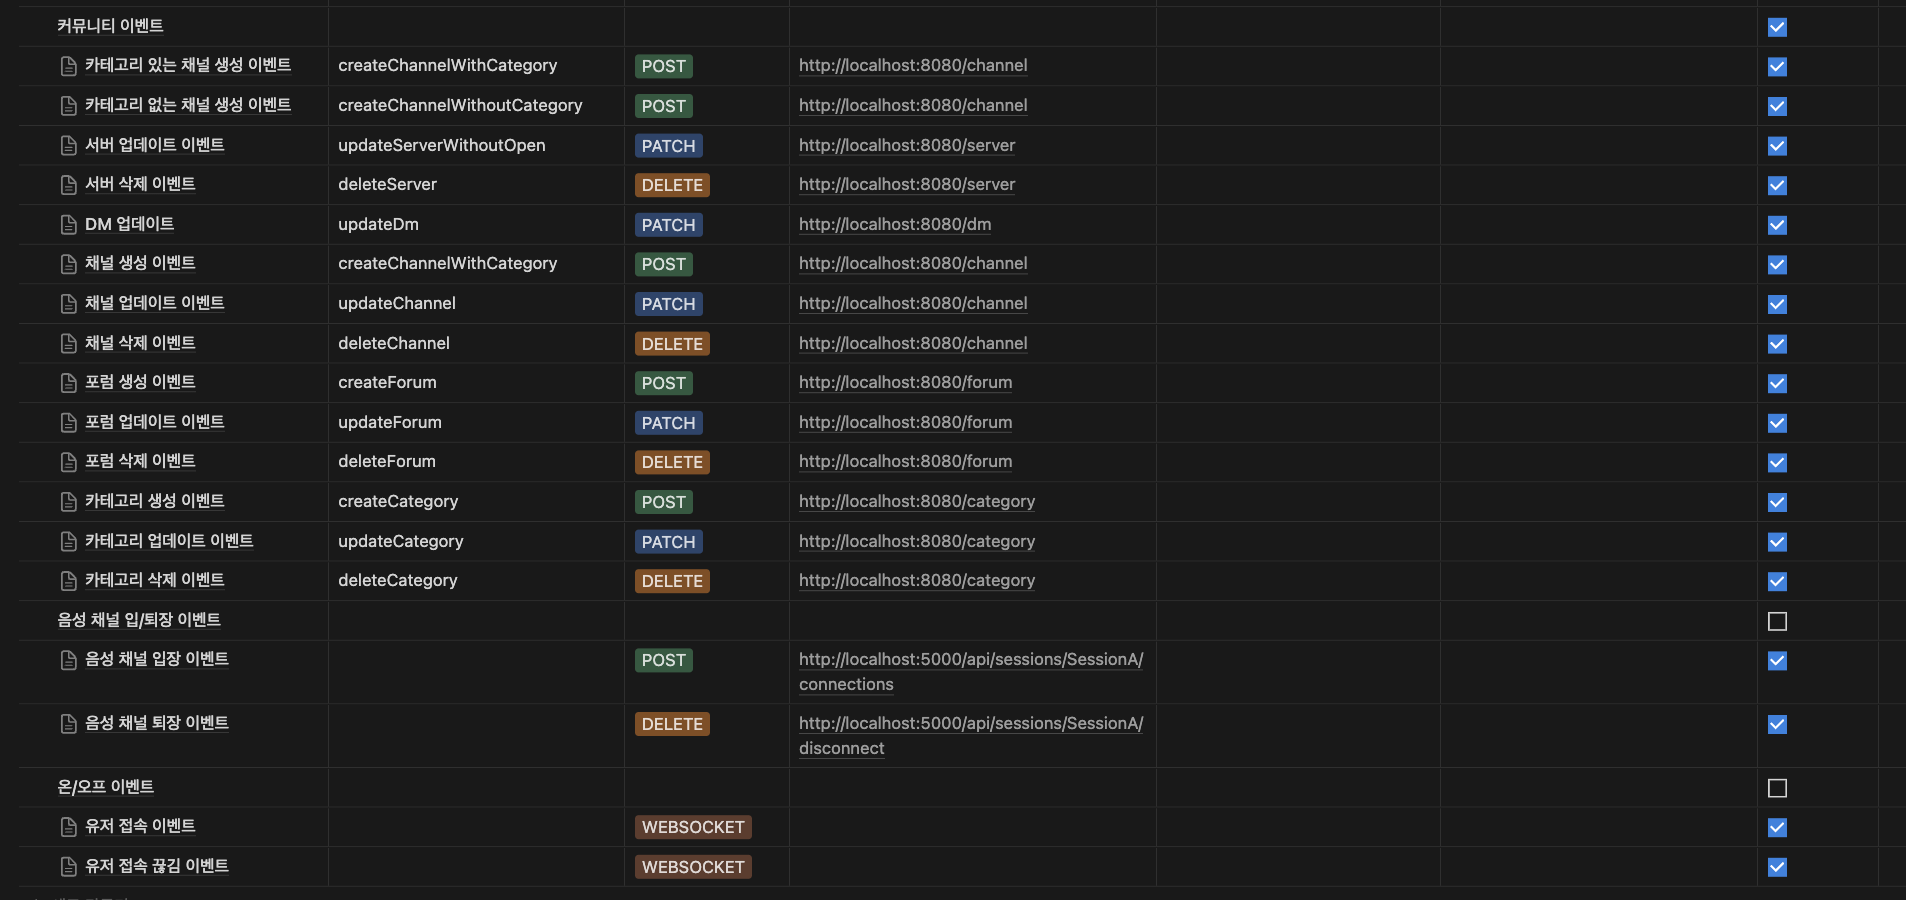 커뮤니티 이벤트
카테고리 있는 채널 생성 이벤트 createChannelWithCategory POST http://localhost:8080/channel
카테고리 없는 채널 생성 이벤트 createChannelWithoutCategory POST http://localhost:8080/channel
서버 업데이트 이벤트 updateServerWithoutOpen PATCH http://localhost:8080/server
서버 삭제 이벤트 deleteServer DELETE http://localhost:8080/server
DM 업데이트 updateDm PATCH http://localhost:8080/dm
채널 생성 이벤트 createChannelWithCategory POST http://localhost:8080/channel
채널 업데이트 이벤트 updateChannel PATCH http://localhost:8080/channel
채널 삭제 이벤트 deleteChannel DELETE http://localhost:8080/channel
포럼 생성 이벤트 createForum POST http://localhost:8080/forum
포럼 업데이트 이벤트 updateForum PATCH http://localhost:8080/forum
포럼 삭제 이벤트 deleteForum DELETE http://localhost:8080/forum
카테고리 생성 이벤트 createCategory POST http://localhost:8080/category
카테고리 업데이트 이벤트 updateCategory PATCH http://localhost:8080/category
카테고리 삭제 이벤트 deleteCategory DELETE http://localhost:8080/category
음성 채널 입/퇴장 이벤트
음성 채널 입장 이벤트 POST http://localhost:5000/api/sessions/SessionA/
connections
음성 채널 퇴장 이벤트 DELETE http://localhost:5000/api/sessions/SessionA/
disconnect
온/오프 이벤트
유저 접속 이벤트 WEBSOCKET
유저 접속 끊김 이벤트 WEBSOCKET